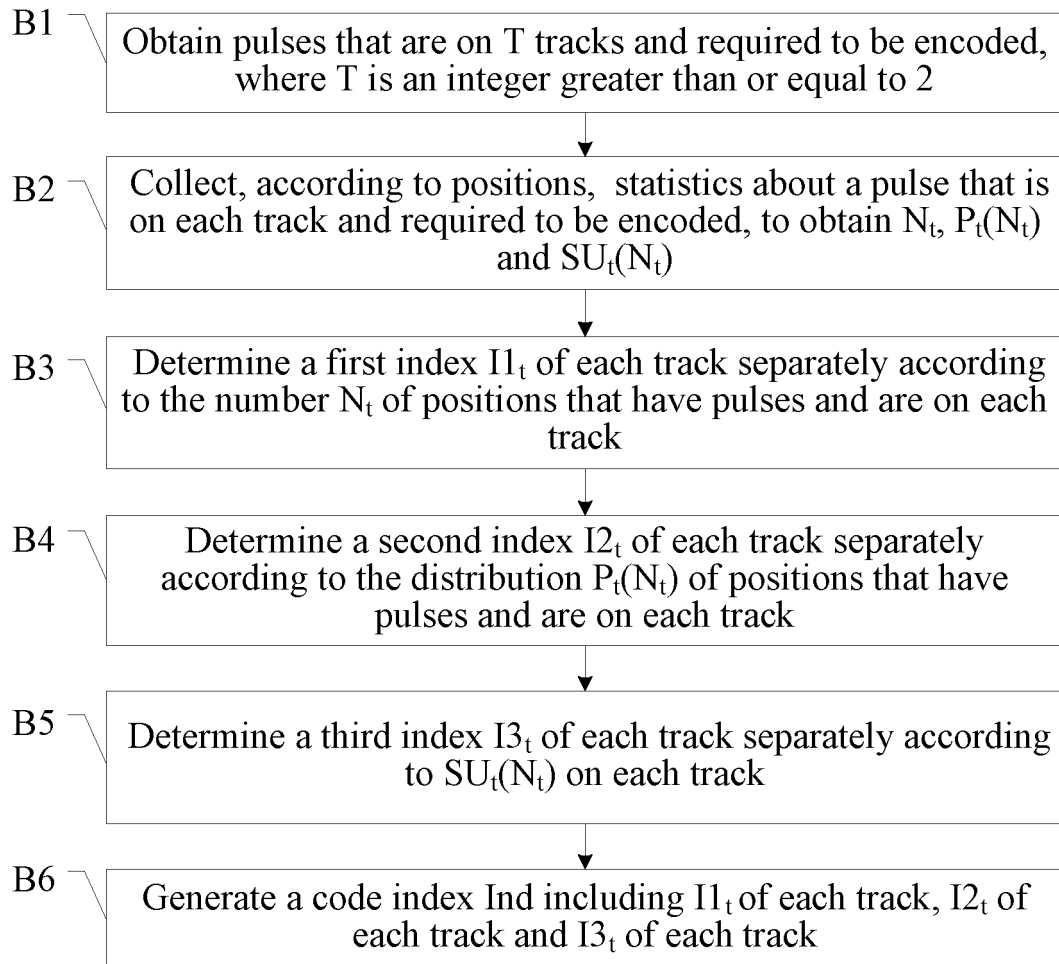 B1
Obtain pulses that are on T tracks and required to be encoded,
where T is an integer greater than or equal to 2
B2
Collect, according to positions, statistics about a pulse that is
on each track and required to be encoded, to obtain Nₜ, Pₜ(Nₜ)
and SUₜ(Nₜ)
B3
Determine a first index I1ₜ of each track separately according
to the number Nₜ of positions that have pulses and are on each
track
B4
Determine a second index I2ₜ of each track separately
according to the distribution Pₜ(Nₜ) of positions that have
pulses and are on each track
B5
Determine a third index I3ₜ of each track separately according
to SUₜ(Nₜ) on each track
B6
Generate a code index Ind including I1ₜ of each track, I2ₜ of
each track and I3ₜ of each track